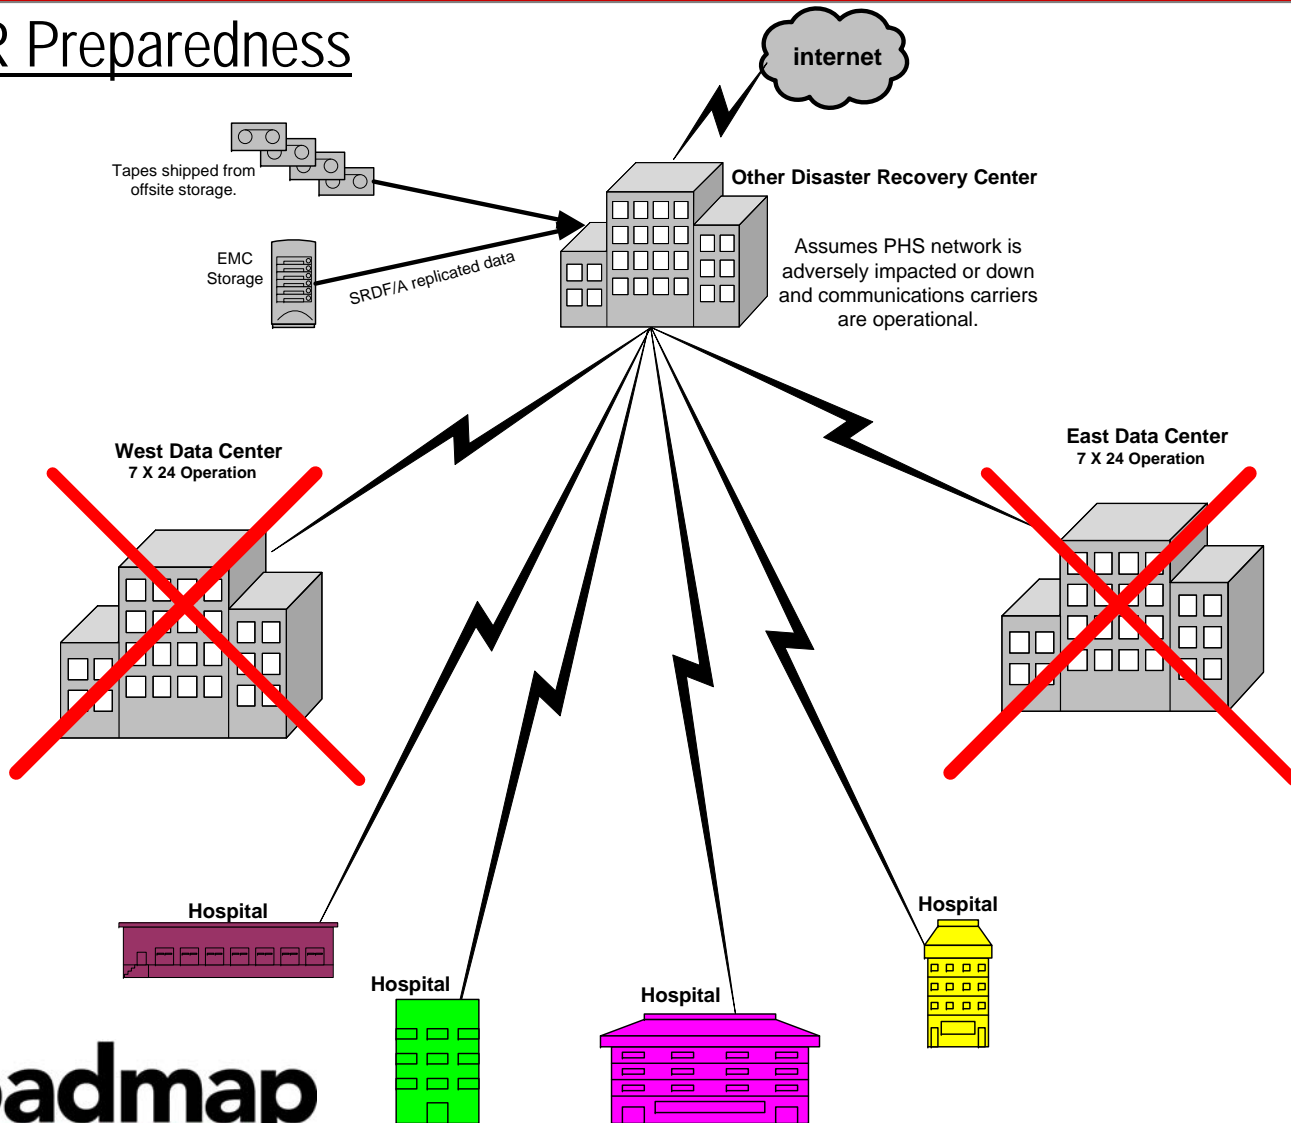 R Preparedness
internet
Tapes shipped from
offsite storage.
Other Disaster Recovery Center
EMC
Storage
SRDF/A replicated data
Assumes PHS network is
adversely impacted or down
and communications carriers
are operational.
West Data Center
7 X 24 Operation
East Data Center
7 X 24 Operation
Hospital
Hospital
Hospital
Hospital
oadmap